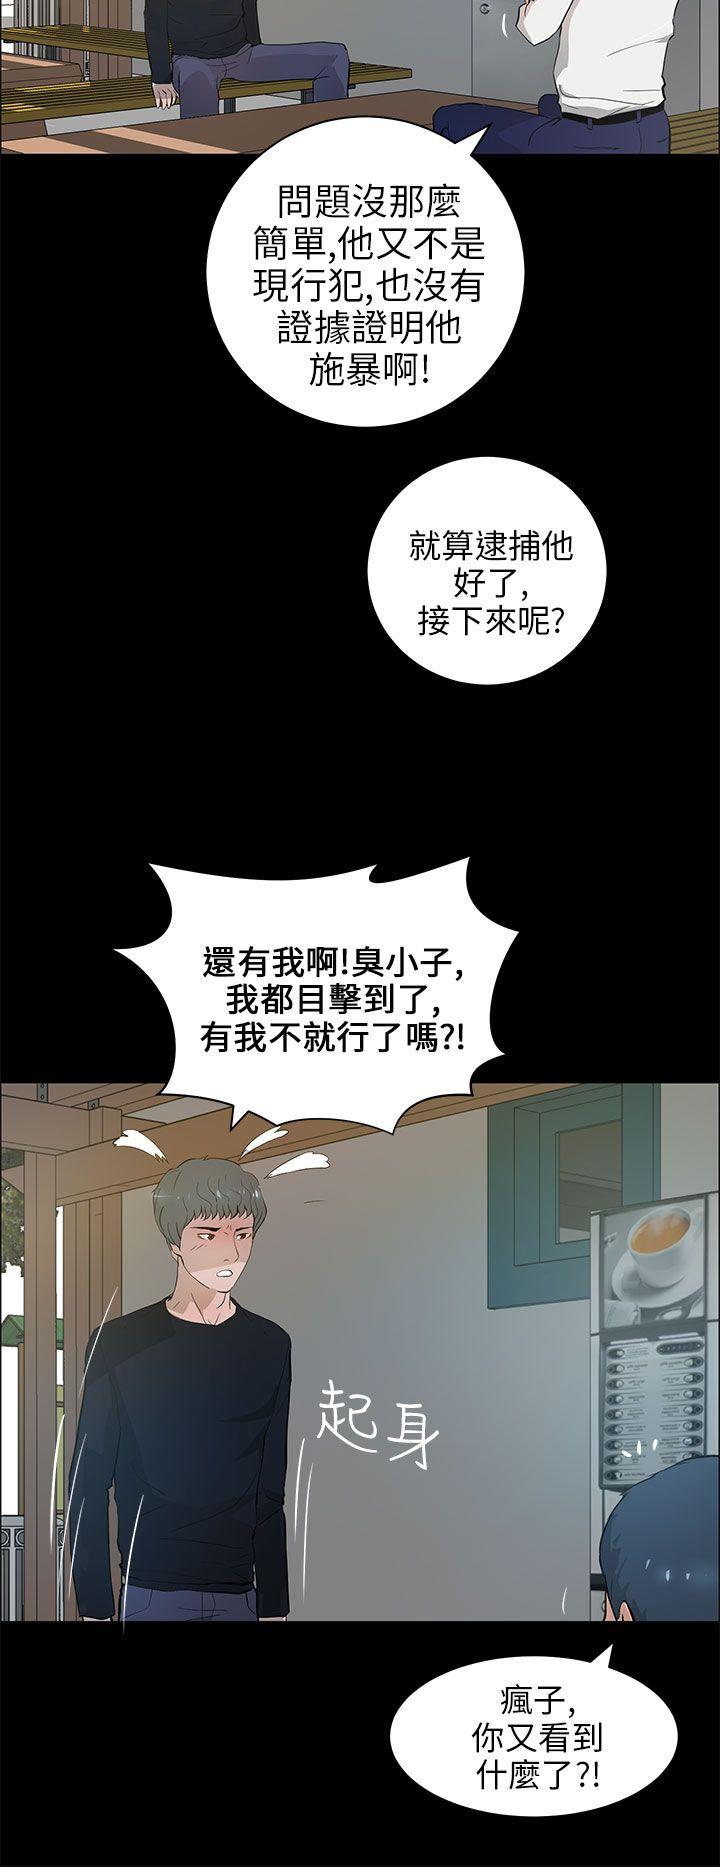 問題沒那麼
簡單,他又不是
現行犯,也沒有
證據證明他
施暴啊!
就算逮捕他
好了,
接下來呢?
還有我啊!臭小子,
我都目擊到了,
有我不就行了嗎?!
起身
瘋子,
你又看到
什麼了?!